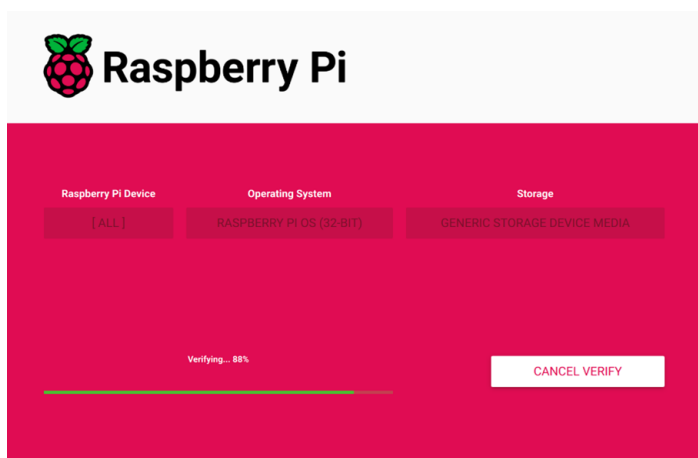 Raspberry Pi
Raspberry Pi Device
Operating System
Storage
[ ALL ]
RASPBERRY PI OS (32-BIT)
GENERIC STORAGE DEVICE MEDIA
Verifying... 88%
CANCEL VERIFY